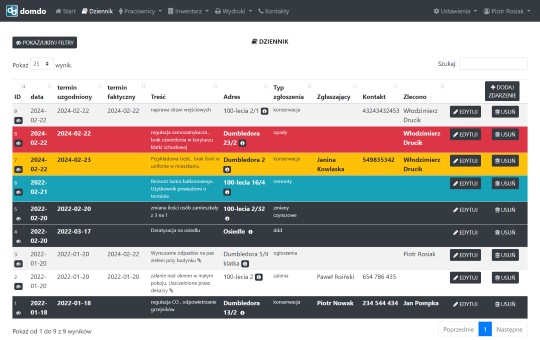 domdo Start Dziennik Pracownicy Inwentarz Wydruki Kontakty Ustawienia Piotr Rosiak
POKAŻ/UKRYJ FILTRY
DZIENNIK
Pokaż 25 wynik. Szukaj:
ID Data termin uzgodniony termin faktyczny Treść Adres Typ zgłoszenia Zgłaszający Kontakt Zlecono DODAJ ZDARZENIE
9 2024-02-22 2024-02-22 2024-02-22 naprawa drzwi wejściowych 100-lecia 2/1 konserwacja 43243432453 Włodzimierz Drucik EDYTUJ USUŃ
8 2024-02-22 2024-02-22 regulacja samozamykacza , brak oświetlenia w korytarzu klatki schodowej Dumbledora 23/2 opady Włodzimierz Drucik EDYTUJ USUŃ
7 2024-02-22 2024-02-23 Przykładowa treść , brak fonii w unifonie w mieszkaniu Dumbledora 2 konserwacja Janina Kowlaska 549835342 Włodzimierz Drucik EDYTUJ USUŃ
6 2022-02-21 Remont lustra balkonowego. Użytkownik powiadomi o terminie 100-lecia 16/4 remonty EDYTUJ USUŃ
5 2022-02-20 2022-02-20 zmiana ilości osób zamieszkały z 3 na 1 100-lecia 2/32 zmiany czynszowe EDYTUJ USUŃ
4 2022-02-20 2022-03-17 Deratyzacja na osiedlu Osiedle ddd EDYTUJ USUŃ
3 2022-01-20 2022-01-20 2024-02-22 Wyrzucanie odpadów na pas zieleni przy budynku Dumbledora 5/II klatka ogłoszenia Piotr Rosiak EDYTUJ USUŃ
2 2022-01-20 2022-01-20 2022-01-20 zalanie nad oknem w małym pokoju. Uszczelnione przez dekarzy 100-lecia 2 zalania Paweł Iksiński 654 786 435 EDYTUJ USUŃ
1 2022-01-18 2022-01-18 regulacja CO , odpowietrzenie grzejników Dumbledora 13/2 konserwacja Piotr Nowak 234 544 434 Jan Pompka EDYTUJ USUŃ
Pokaż od 1 do 9 z 9 wyników Poprzednie 1 Następne